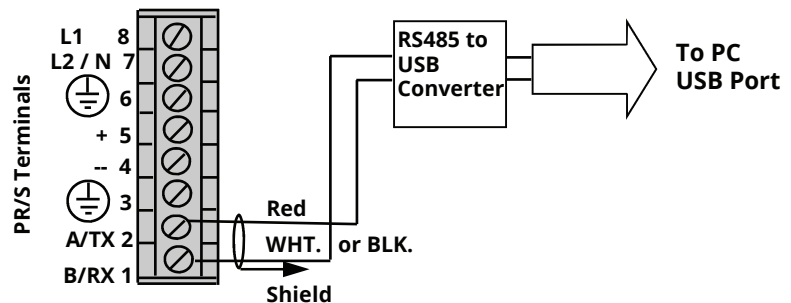 PR/S Terminals
L1 8
L2 / N 7
6
+ 5
-- 4
3
A/TX 2
B/RX 1
RS485 to
USB
Converter
To PC
USB Port
Red
WHT. or BLK.
Shield